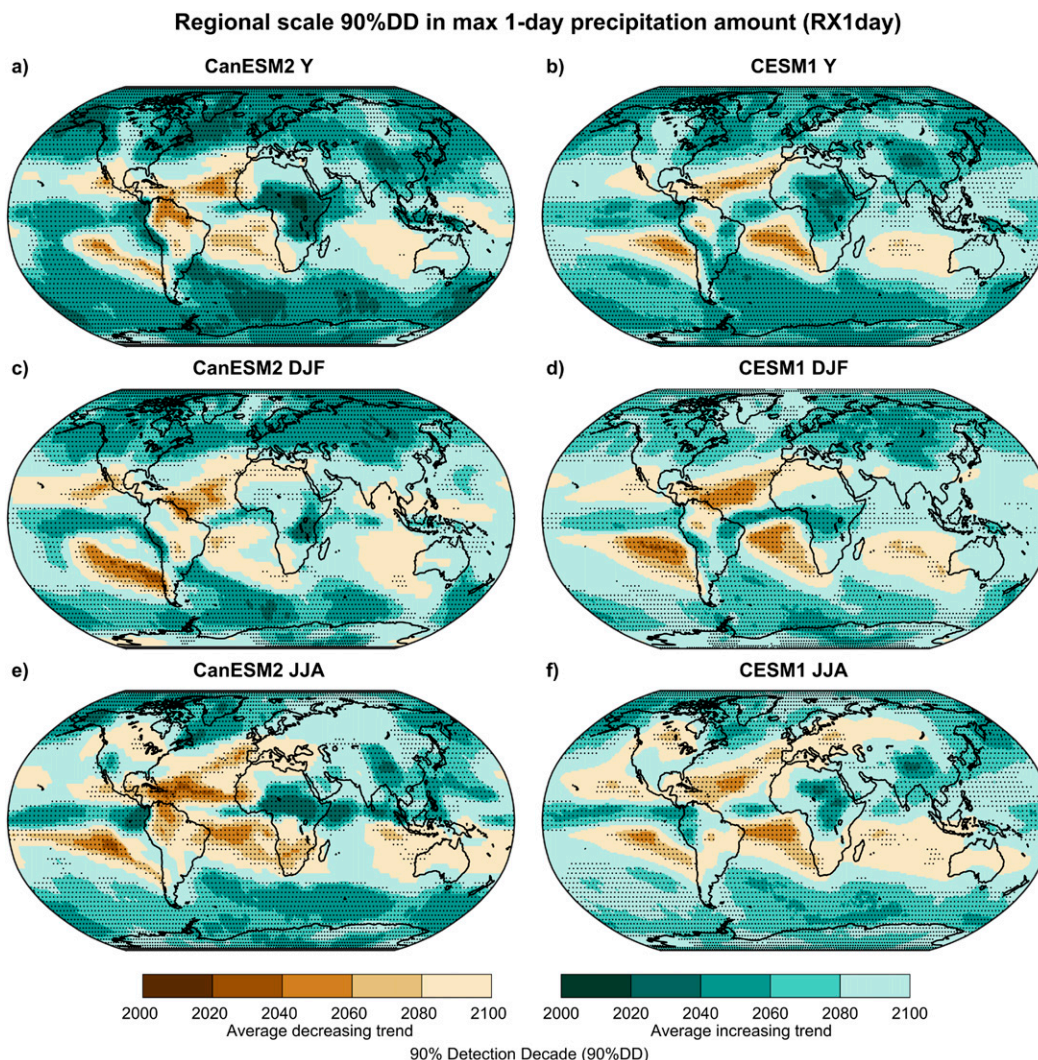 Regional scale 90%DD in max 1-day precipitation amount (RX1day)
a) CanESM2 Y
b) CESM1 Y
c) CanESM2 DJF
d) CESM1 DJF
e) CanESM2 JJA
f) CESM1 JJA
2000 2020 2040 2060 2080 2100
Average decreasing trend
2000 2020 2040 2060 2080 2100
Average increasing trend
90% Detection Decade (90%DD)